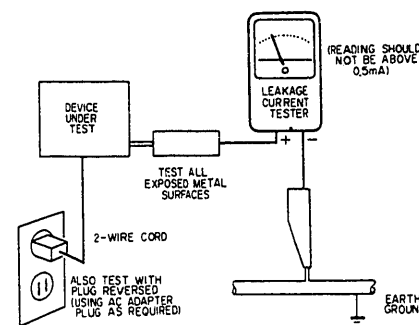 DEVICE
UNDER
TEST
(READING SHOULD
NOT BE ABOVE
0.5mA)
LEAKAGE
CURRENT
TESTER
+ −
TEST ALL
EXPOSED METAL
SURFACES
2-WIRE CORD
ALSO TEST WITH
PLUG REVERSED
(USING AC ADAPTER
PLUG AS REQUIRED)
EARTH
GROUN